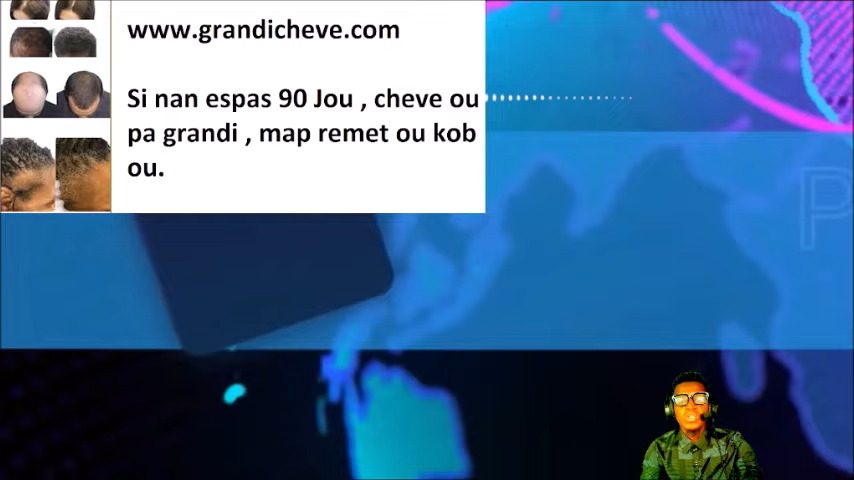 www.grandicheve.com
Si nan espas 90 Jou , cheve ou
pa grandi , map remet ou kob
ou.
P